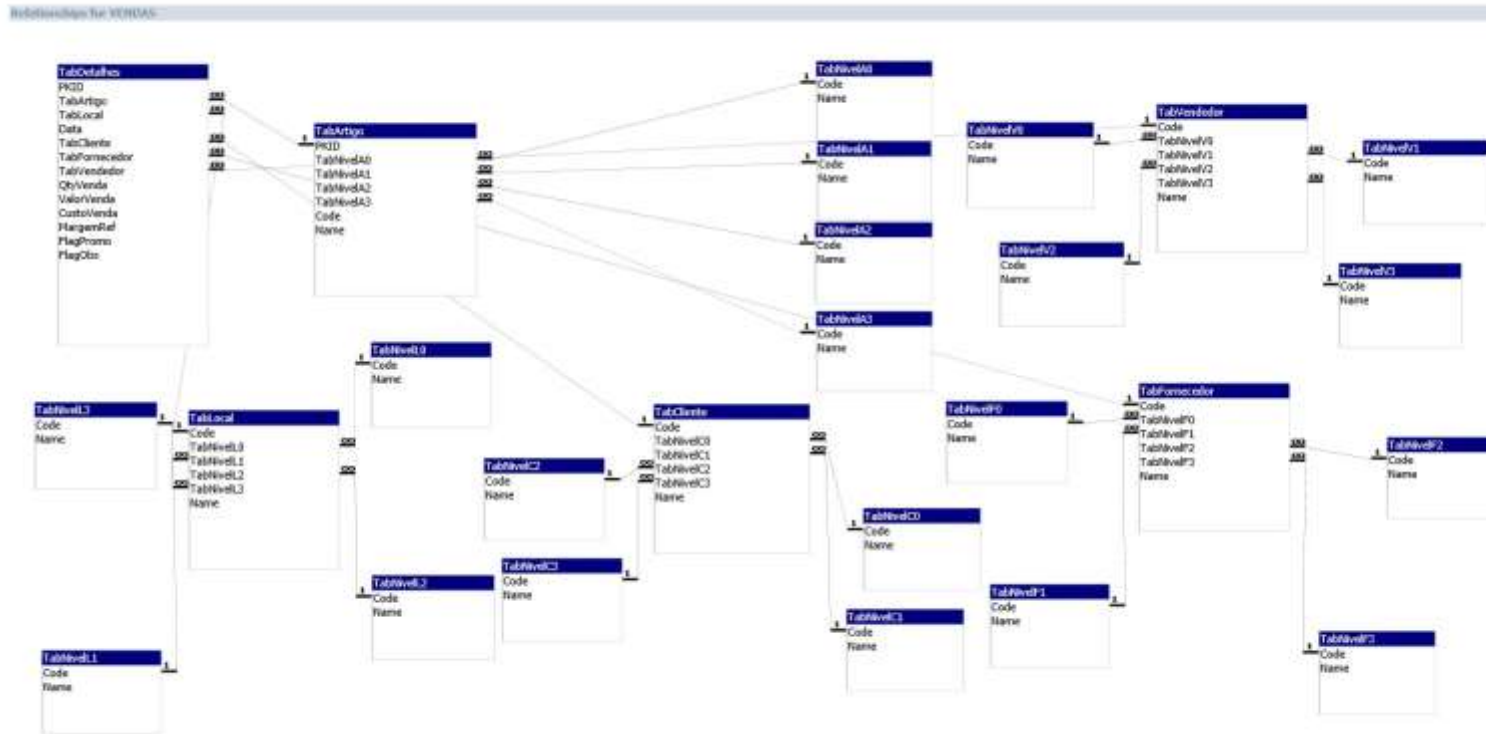 Relationships for VENDAS
TabDetalhes
PKID
TabArtigo
TabLocal
Data
TabCliente
TabFornecedor
TabVendedor
QtyVenda
ValorVenda
CustoVenda
MargemRef
FlagPromo
FlagObs
TabArtigo
PKID
TabNivelA0
TabNivelA1
TabNivelA2
TabNivelA3
Code
Name
TabNivelA0
Code
Name
TabNivelA1
Code
Name
TabNivelA2
Code
Name
TabNivelA3
Code
Name
TabNivelV0
Code
Name
TabVendedor
Code
TabNivelV0
TabNivelV1
TabNivelV2
TabNivelV3
Name
TabNivelV1
Code
Name
TabNivelV2
Code
Name
TabNivelV3
Code
Name
TabNivelL0
Code
Name
TabNivelL3
Code
Name
TabLocal
Code
TabNivelL0
TabNivelL1
TabNivelL2
TabNivelL3
Name
TabNivelL2
Code
Name
TabNivelL1
Code
Name
TabCliente
Code
TabNivelC0
TabNivelC1
TabNivelC2
TabNivelC3
Name
TabNivelC2
Code
Name
TabNivelC3
Code
Name
TabNivelC0
Code
Name
TabNivelC1
Code
Name
TabNivelF0
Code
Name
TabFornecedor
Code
TabNivelF0
TabNivelF1
TabNivelF2
TabNivelF3
Name
TabNivelF2
Code
Name
TabNivelF1
Code
Name
TabNivelF3
Code
Name